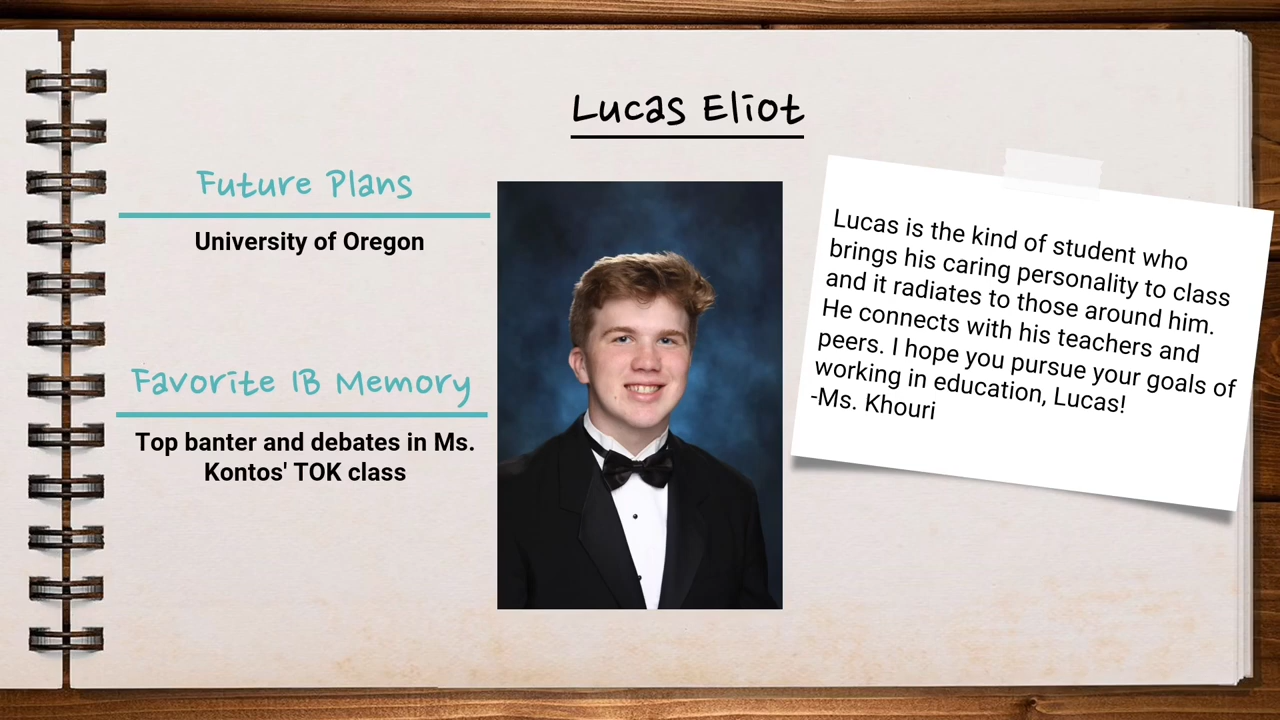 Lucas Eliot
Future Plans
University of Oregon
Favorite IB Memory
Top banter and debates in Ms.
Kontos' TOK class
Lucas is the kind of student who
brings his caring personality to class
and it radiates to those around him.
He connects with his teachers and
peers. I hope you pursue your goals of
working in education, Lucas!
-Ms. Khouri